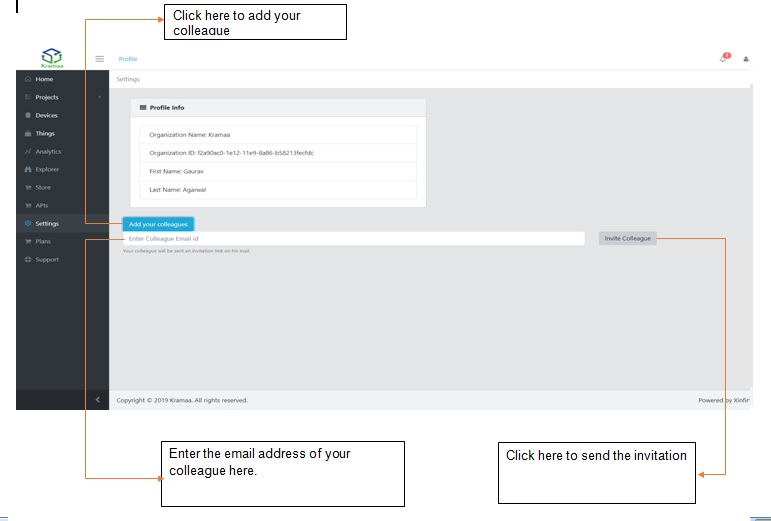 Click here to add your
colleague
Kramaa
Profile
Home
Settings
Projects
Profile Info
Devices
Things
Organization Name: Kramaa
Analytics
Organization ID: f2a90ac0-1e12-11e9-8a86-b58213fecfdc
Explorer
First Name: Gaurav
Store
Last Name: Agarwal
APIs
Settings
Add your colleagues
Plans
Enter Colleague Email id
Invite Colleague
Your colleague will be sent an invitation link on his mail.
Support
Copyright © 2019 Kramaa. All rights reserved.
Powered by Xinfin
Enter the email address of your
colleague here.
Click here to send the invitation